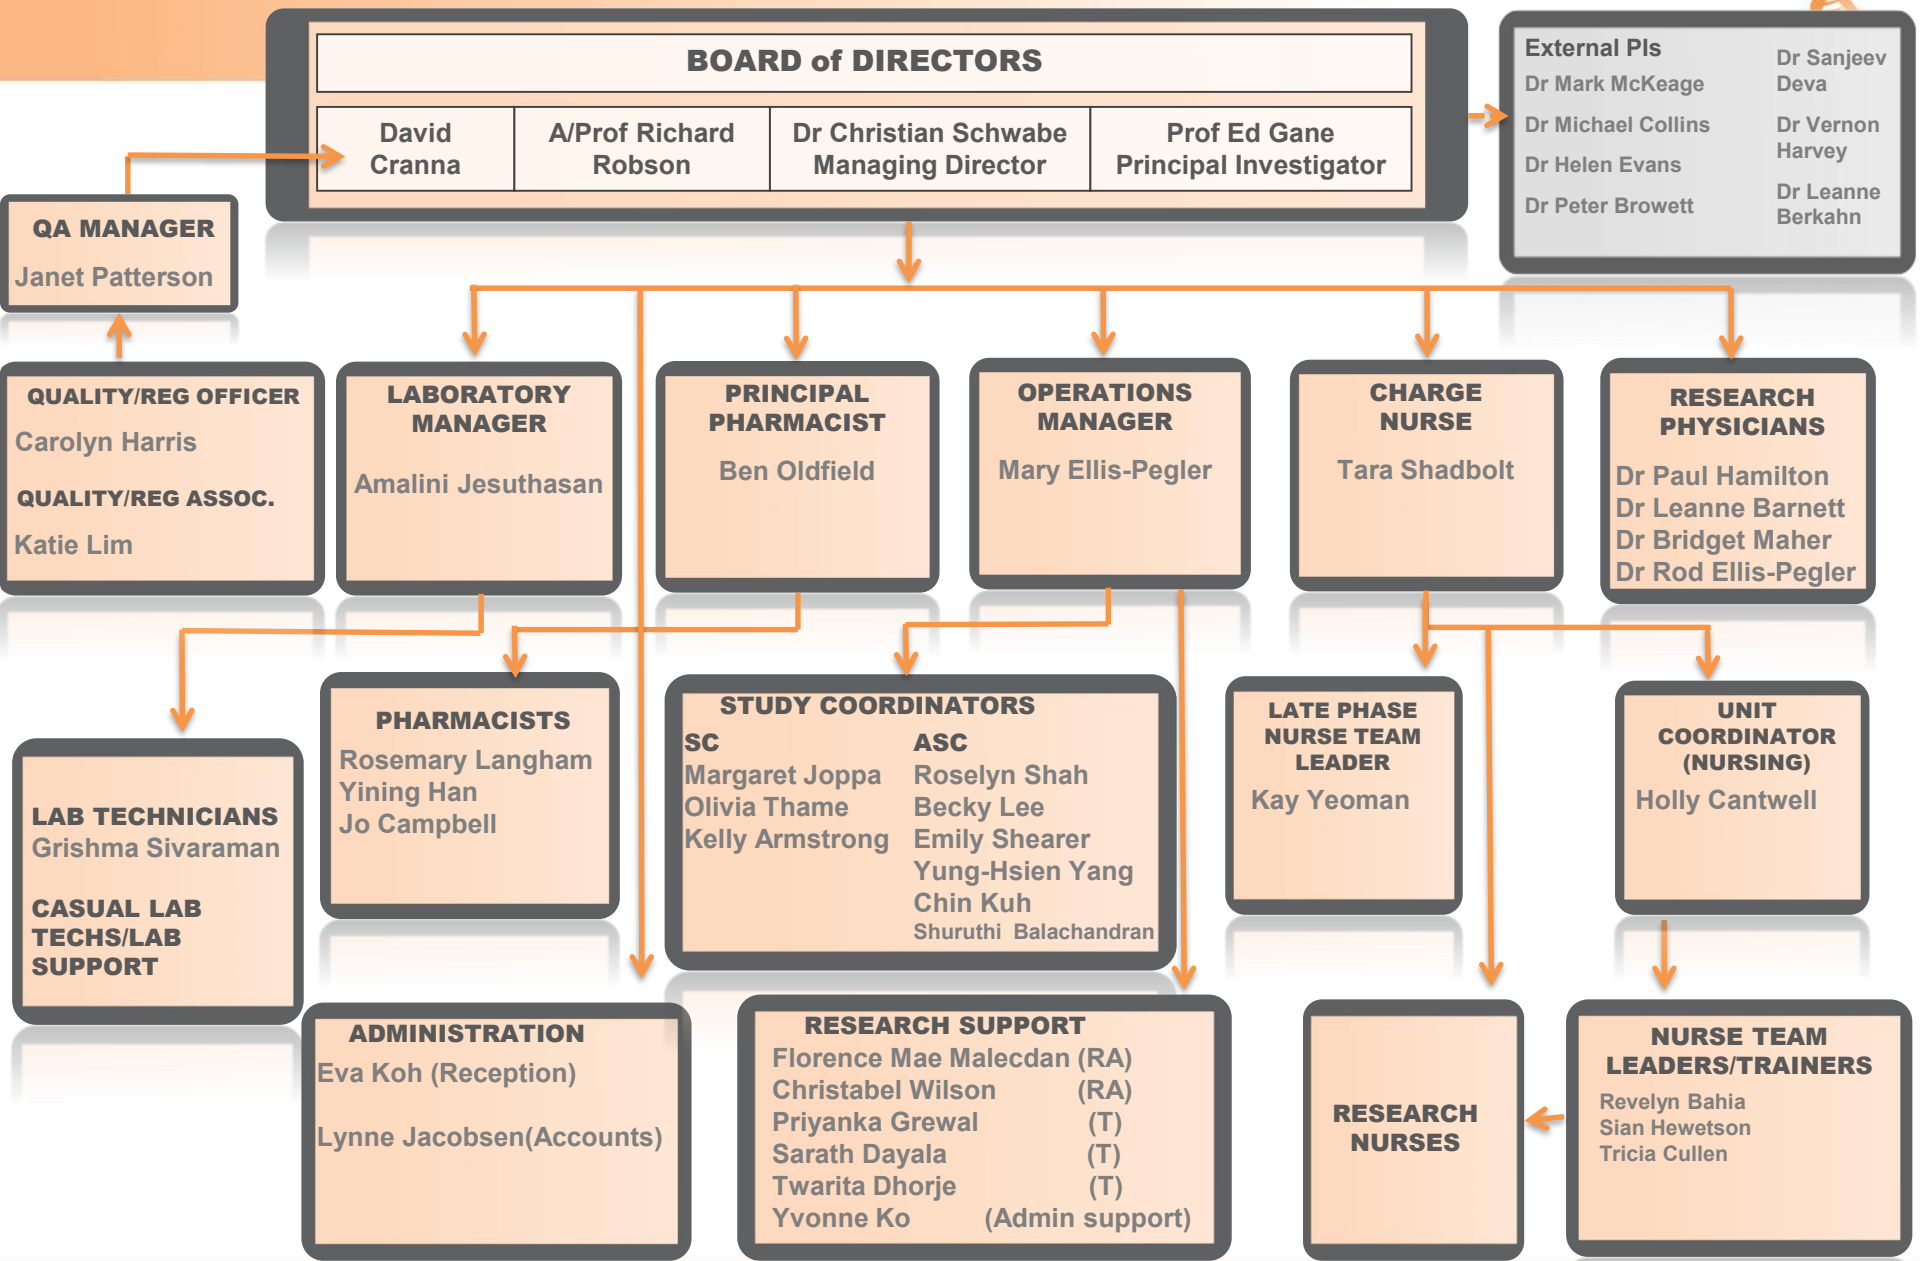 BOARD of DIRECTORS
David
Cranna
A/Prof Richard
Robson
Dr Christian Schwabe
Managing Director
Prof Ed Gane
Principal Investigator
External PIs
Dr Mark McKeage
Dr Michael Collins
Dr Helen Evans
Dr Peter Browett
Dr Sanjeev
Deva
Dr Vernon
Harvey
Dr Leanne
Berkahn
QA MANAGER
Janet Patterson
QUALITY/REG OFFICER
Carolyn Harris
QUALITY/REG ASSOC.
Katie Lim
LABORATORY
MANAGER
Amalini Jesuthasan
PRINCIPAL
PHARMACIST
Ben Oldfield
OPERATIONS
MANAGER
Mary Ellis-Pegler
CHARGE
NURSE
Tara Shadbolt
RESEARCH
PHYSICIANS
Dr Paul Hamilton
Dr Leanne Barnett
Dr Bridget Maher
Dr Rod Ellis-Pegler
LAB TECHNICIANS
Grishma Sivaraman
CASUAL LAB
TECHS/LAB
SUPPORT
PHARMACISTS
Rosemary Langham
Yining Han
Jo Campbell
STUDY COORDINATORS
SC
Margaret Joppa
Olivia Thame
Kelly Armstrong
ASC
Roselyn Shah
Becky Lee
Emily Shearer
Yung-Hsien Yang
Chin Kuh
Shuruthi Balachandran
LATE PHASE
NURSE TEAM
LEADER
Kay Yeoman
UNIT
COORDINATOR
(NURSING)
Holly Cantwell
ADMINISTRATION
Eva Koh (Reception)
Lynne Jacobsen(Accounts)
RESEARCH SUPPORT
Florence Mae Malecdan (RA)
Christabel Wilson (RA)
Priyanka Grewal (T)
Sarath Dayala (T)
Twarita Dhorje (T)
Yvonne Ko (Admin support)
RESEARCH
NURSES
NURSE TEAM
LEADERS/TRAINERS
Revelyn Bahia
Sian Hewetson
Tricia Cullen